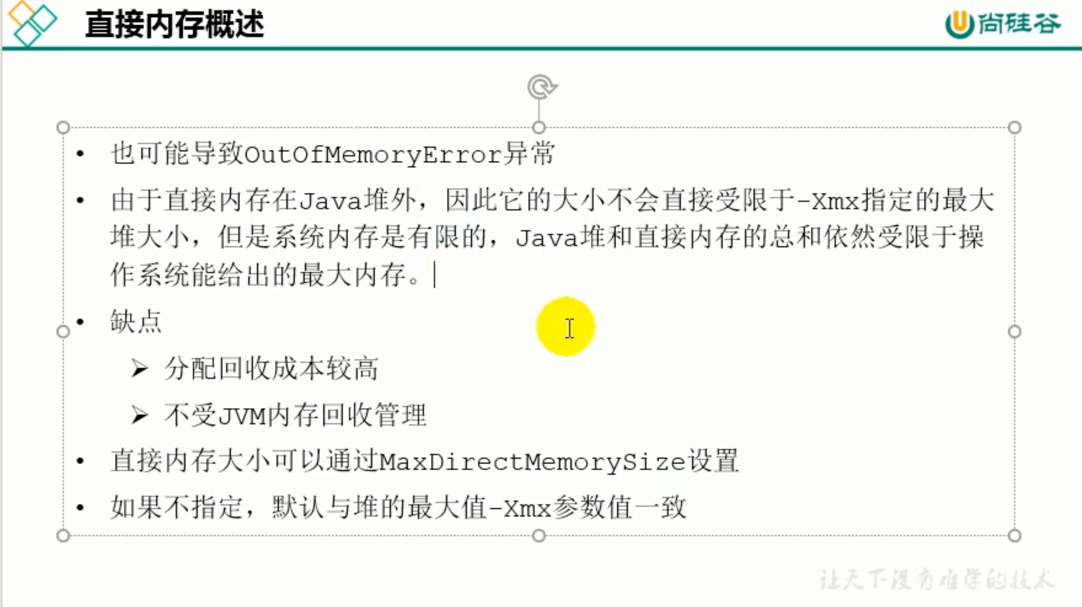 直接内存概述
尚硅谷
• 也可能导致OutOfMemoryError异常
• 由于直接内存在Java堆外，因此它的大小不会直接受限于-Xmx指定的最大
堆大小，但是系统内存是有限的，Java堆和直接内存的总和依然受限于操
作系统能给出的最大内存。
• 缺点
➢ 分配回收成本较高
➢ 不受JVM内存回收管理
• 直接内存大小可以通过MaxDirectMemorySize设置
• 如果不指定，默认与堆的最大值-Xmx参数值一致
让天下没有难学的技术